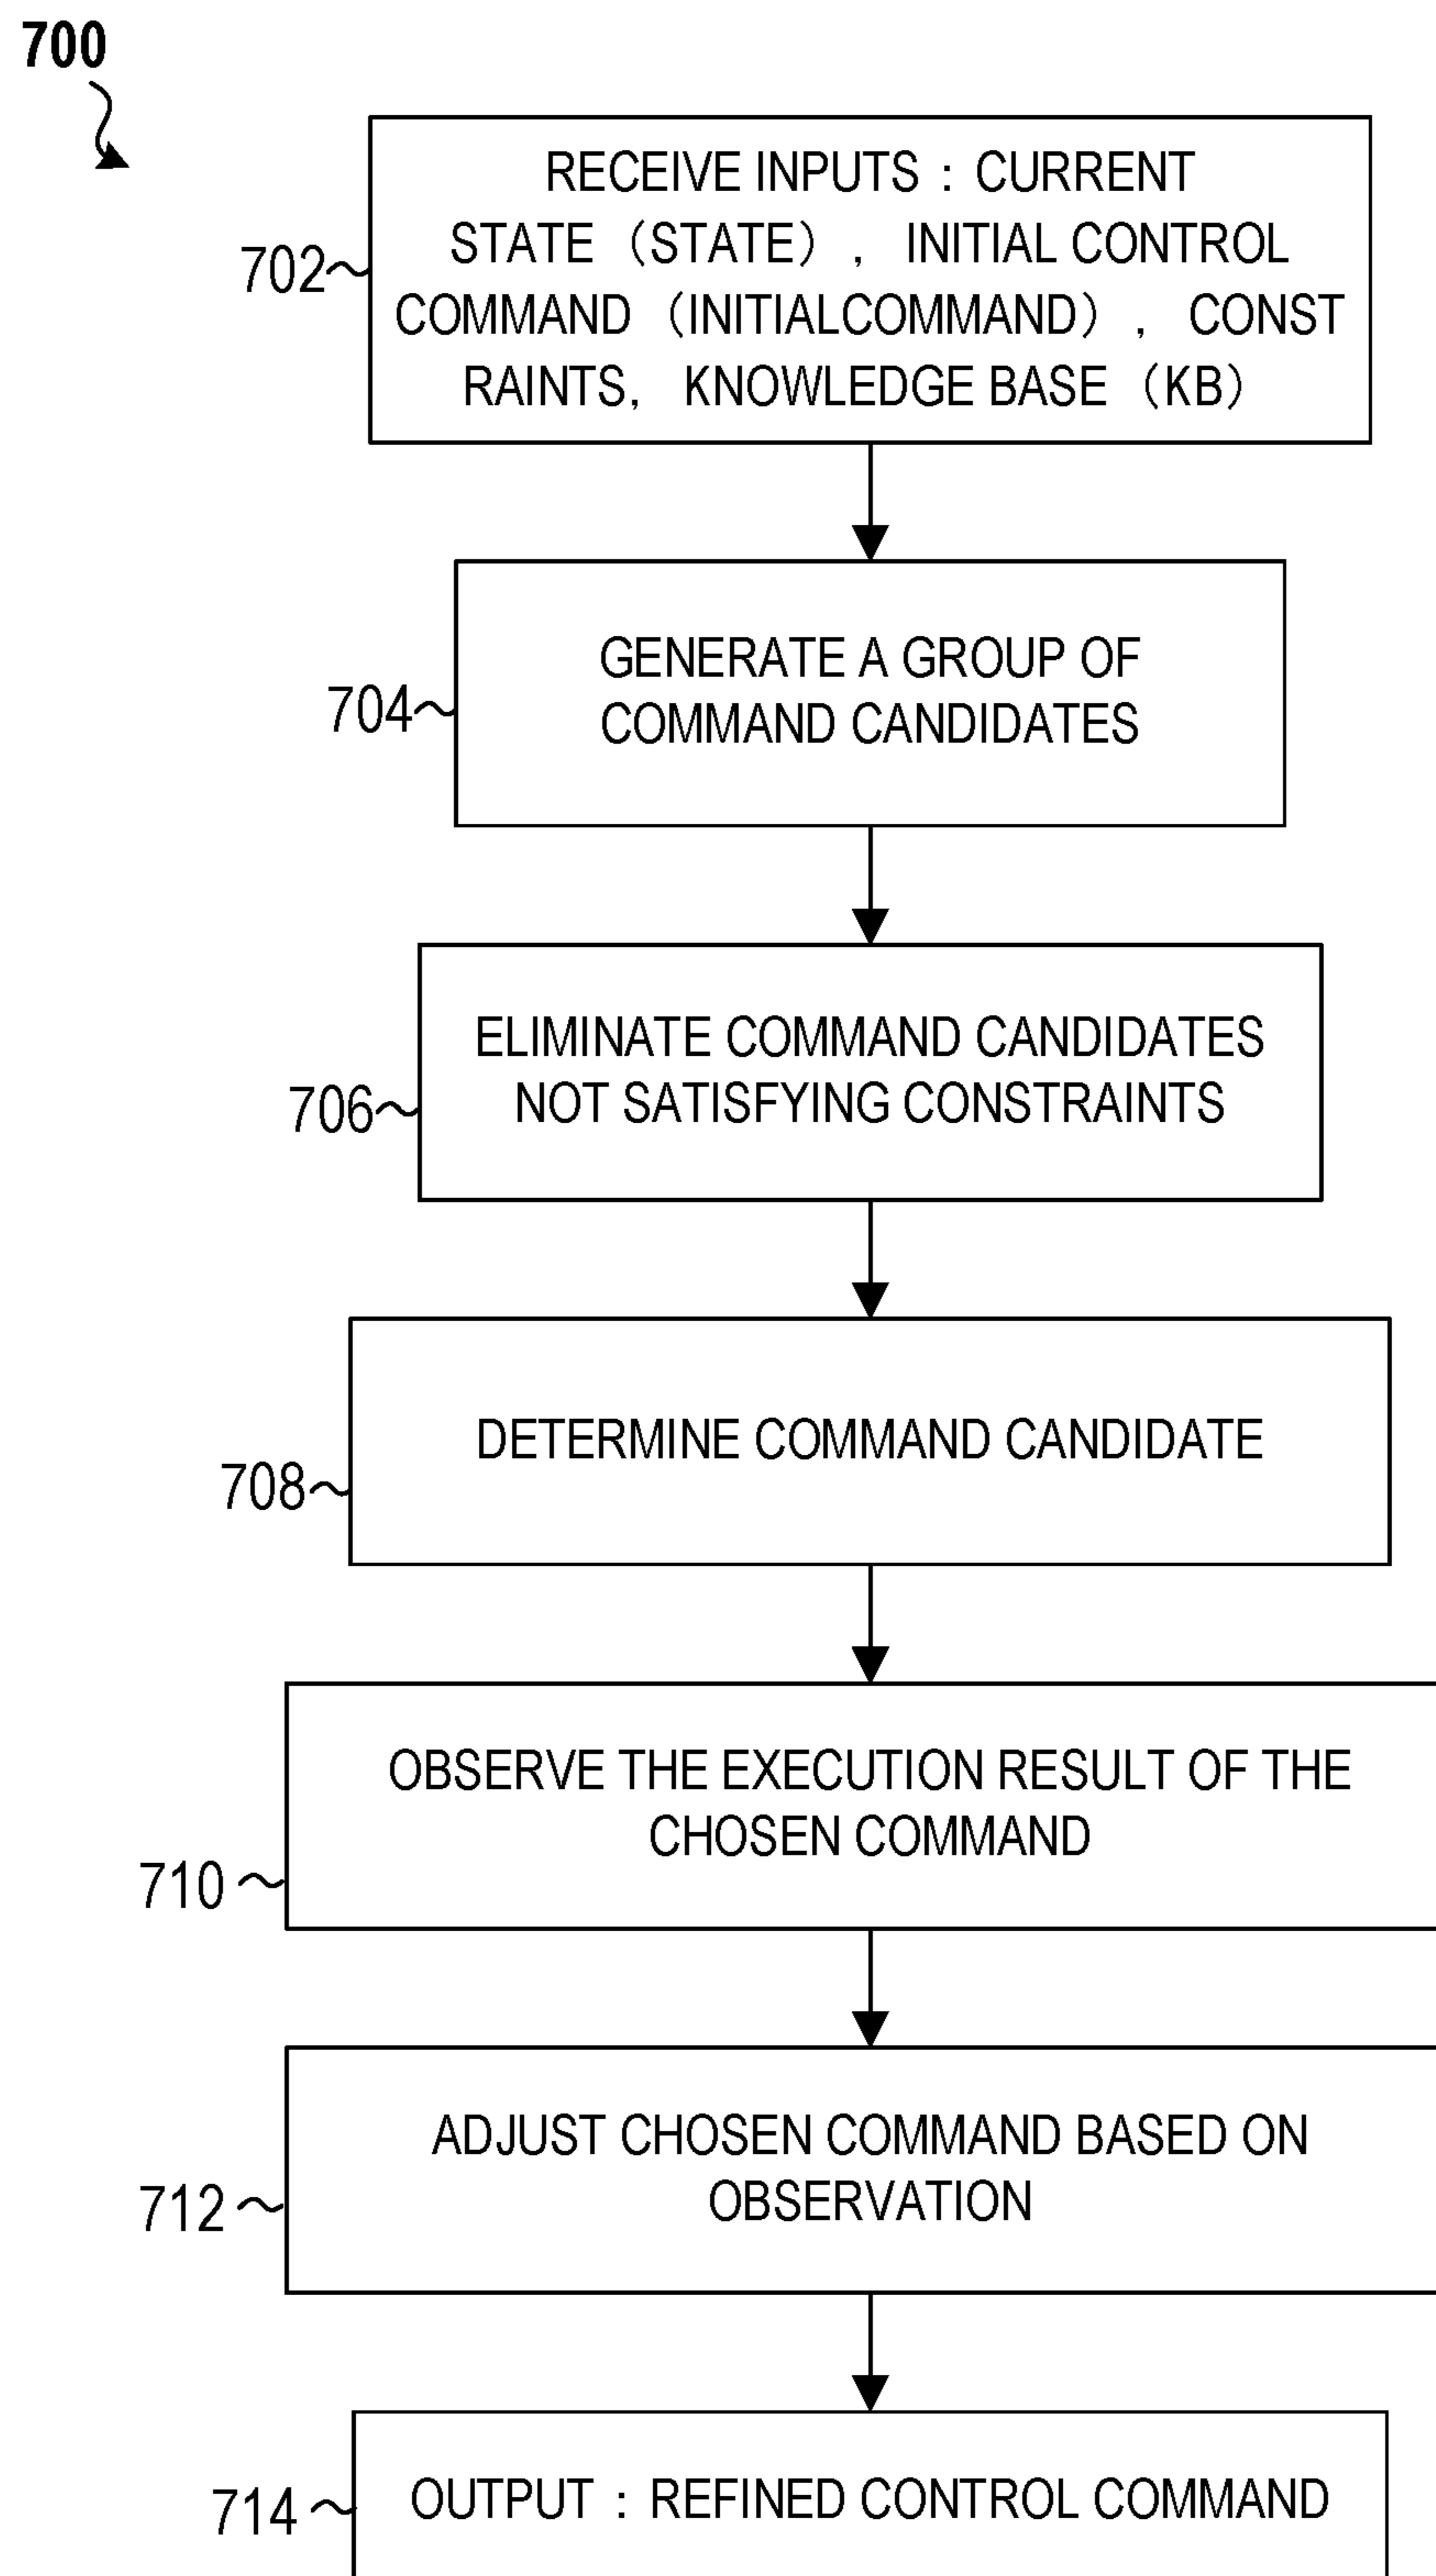 700
702
RECEIVE INPUTS : CURRENT
STATE (STATE) , INITIAL CONTROL
COMMAND (INITIALCOMMAND) , CONST
RAINTS, KNOWLEDGE BASE (KB)
704
GENERATE A GROUP OF
COMMAND CANDIDATES
706
ELIMINATE COMMAND CANDIDATES
NOT SATISFYING CONSTRAINTS
708
DETERMINE COMMAND CANDIDATE
710
OBSERVE THE EXECUTION RESULT OF THE
CHOSEN COMMAND
712
ADJUST CHOSEN COMMAND BASED ON
OBSERVATION
714
OUTPUT : REFINED CONTROL COMMAND